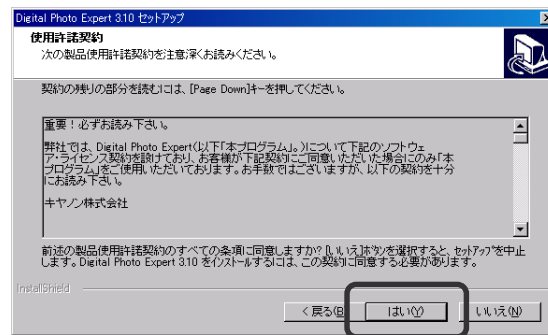 Digital Photo Expert 3.10 セットアップ
使用許諾契約
次の製品使用許諾契約を注意深くお読みください。
契約の残りの部分を読むには、[Page Down]キーを押してください。
重要！必ずお読み下さい。
弊社では、Digital Photo Expert(以下「本プログラム」。)について下記のソフトウェ
ア・ライセンス契約を設けており、お客様が下記契約にご同意いただいた場合にのみ「本
プログラム」をご使用いただいております。お手数ではございますが、以下の契約を十分
にお読み下さい。
キヤノン株式会社
前述の製品使用許諾契約のすべての条項に同意しますか？[いいえ]ボタンを選択すると、セットアップを中止
します。Digital Photo Expert 3.10 をインストールするには、この契約に同意する必要があります。
InstallShield
< 戻る(B)
はい(Y)
いいえ(N)